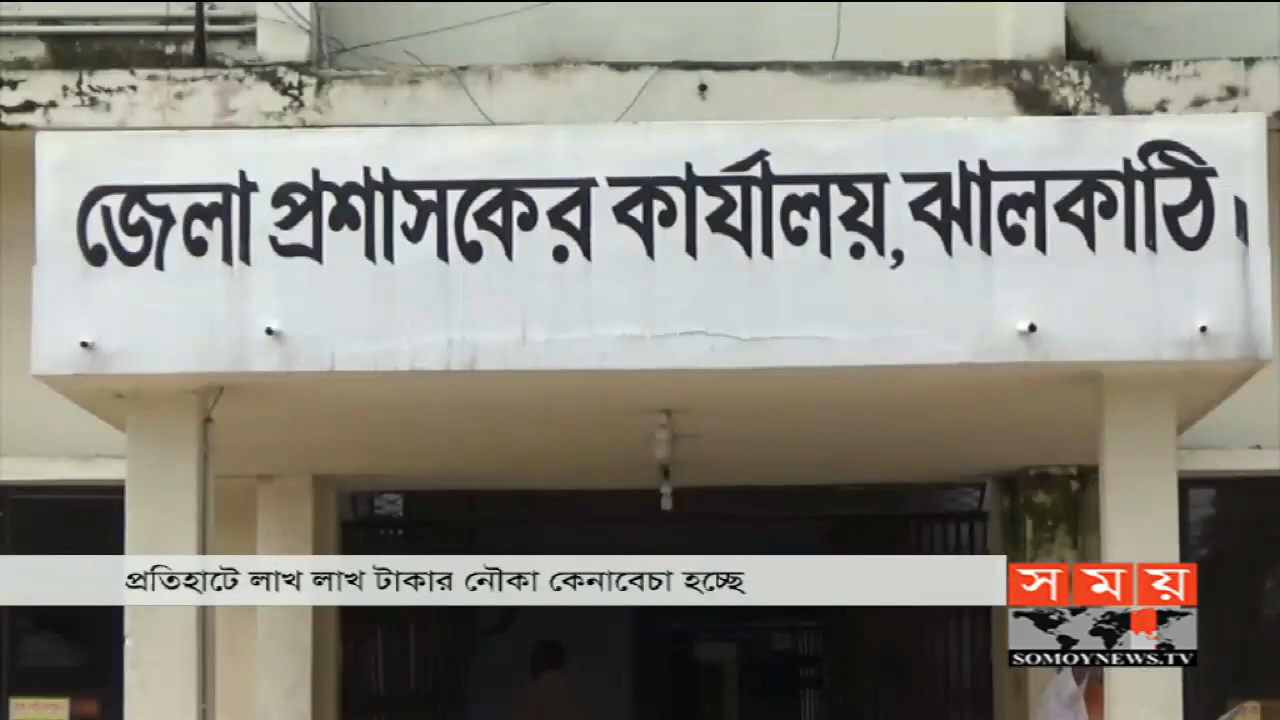 জেলা প্রশাসকের কার্যালয়, ঝালকাঠি।
প্রতিহাটে লাখ লাখ টাকার নৌকা কেনাবেচা হচ্ছে
সময়
SOMOYNEWS.TV